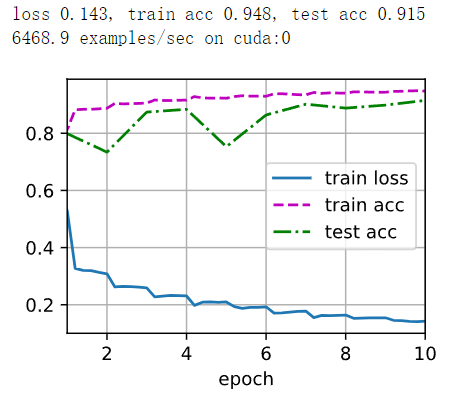 loss 0.143, train acc 0.948, test acc 0.915
6468.9 examples/sec on cuda:0
0.8
0.6
0.4
0.2
train loss
train acc
test acc
2 4 6 8 10
epoch